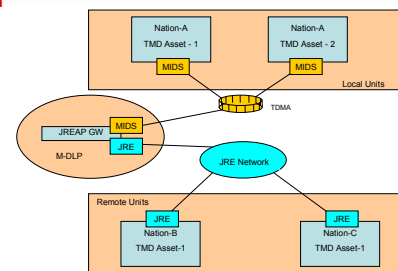 Nation-A
TMD Asset - 1
MIDS
Nation-A
TMD Asset - 2
MIDS
Local Units
TDMA
MIDS
JREAP GW
JRE
M-DLP
JRE Network
Remote Units
JRE
Nation-B
TMD Asset-1
JRE
Nation-C
TMD Asset-1